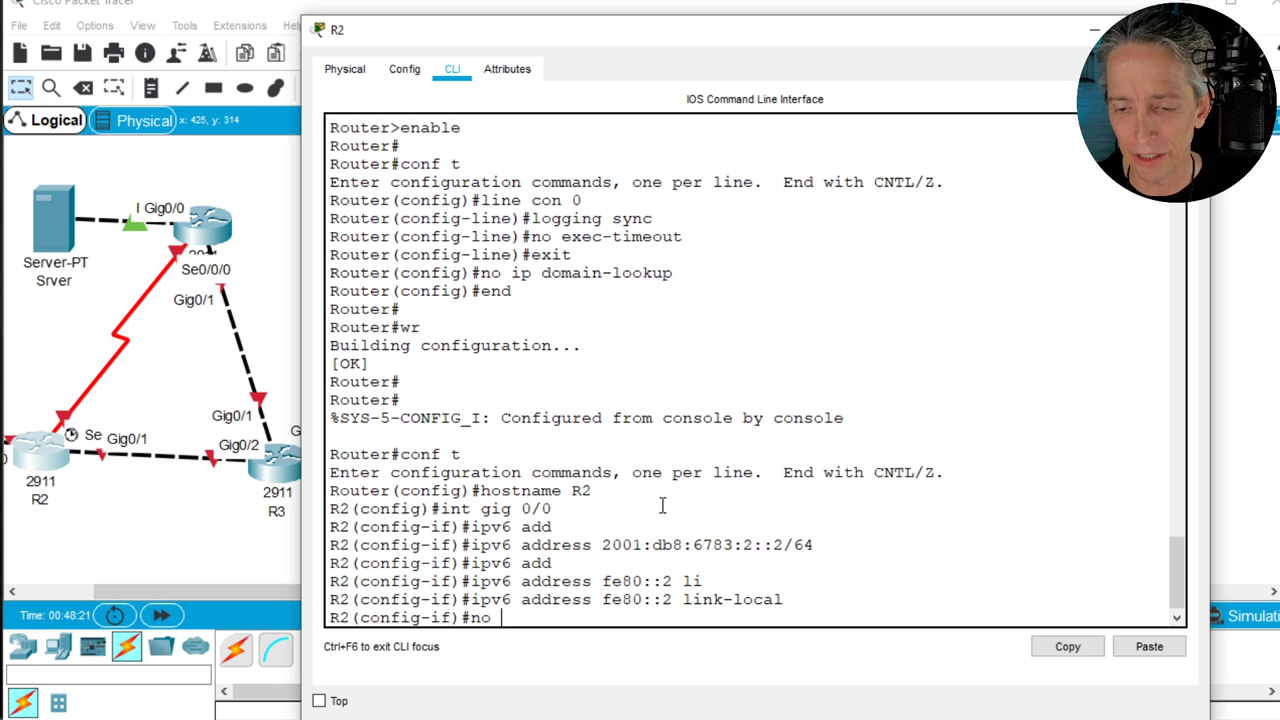 Cisco Packet Tracer
File Edit Options View Tools Extensions Help
Logical Physical x: 425, y: 314
I Gig0/0
Server-PT
Srver
Se0/0/0
Gig0/1
Gig0/1
Se Gig0/1
Gig0/2
G
0
2911
R2
2911
R3
Time: 00:48:21
R2
Physical Config CLI Attributes
IOS Command Line Interface
Router>enable
Router#
Router#conf t
Enter configuration commands, one per line. End with CNTL/Z.
Router(config)#line con 0
Router(config-line)#logging sync
Router(config-line)#no exec-timeout
Router(config-line)#exit
Router(config)#no ip domain-lookup
Router(config)#end
Router#
Router#wr
Building configuration...
[OK]
Router#
Router#
%SYS-5-CONFIG_I: Configured from console by console
Router#conf t
Enter configuration commands, one per line. End with CNTL/Z.
Router(config)#hostname R2
R2(config)#int gig 0/0
R2(config-if)#ipv6 add
R2(config-if)#ipv6 address 2001:db8:6783:2::2/64
R2(config-if)#ipv6 add
R2(config-if)#ipv6 address fe80::2 li
R2(config-if)#ipv6 address fe80::2 link-local
R2(config-if)#no
Ctrl+F6 to exit CLI focus
Copy Paste
Top
Simulati